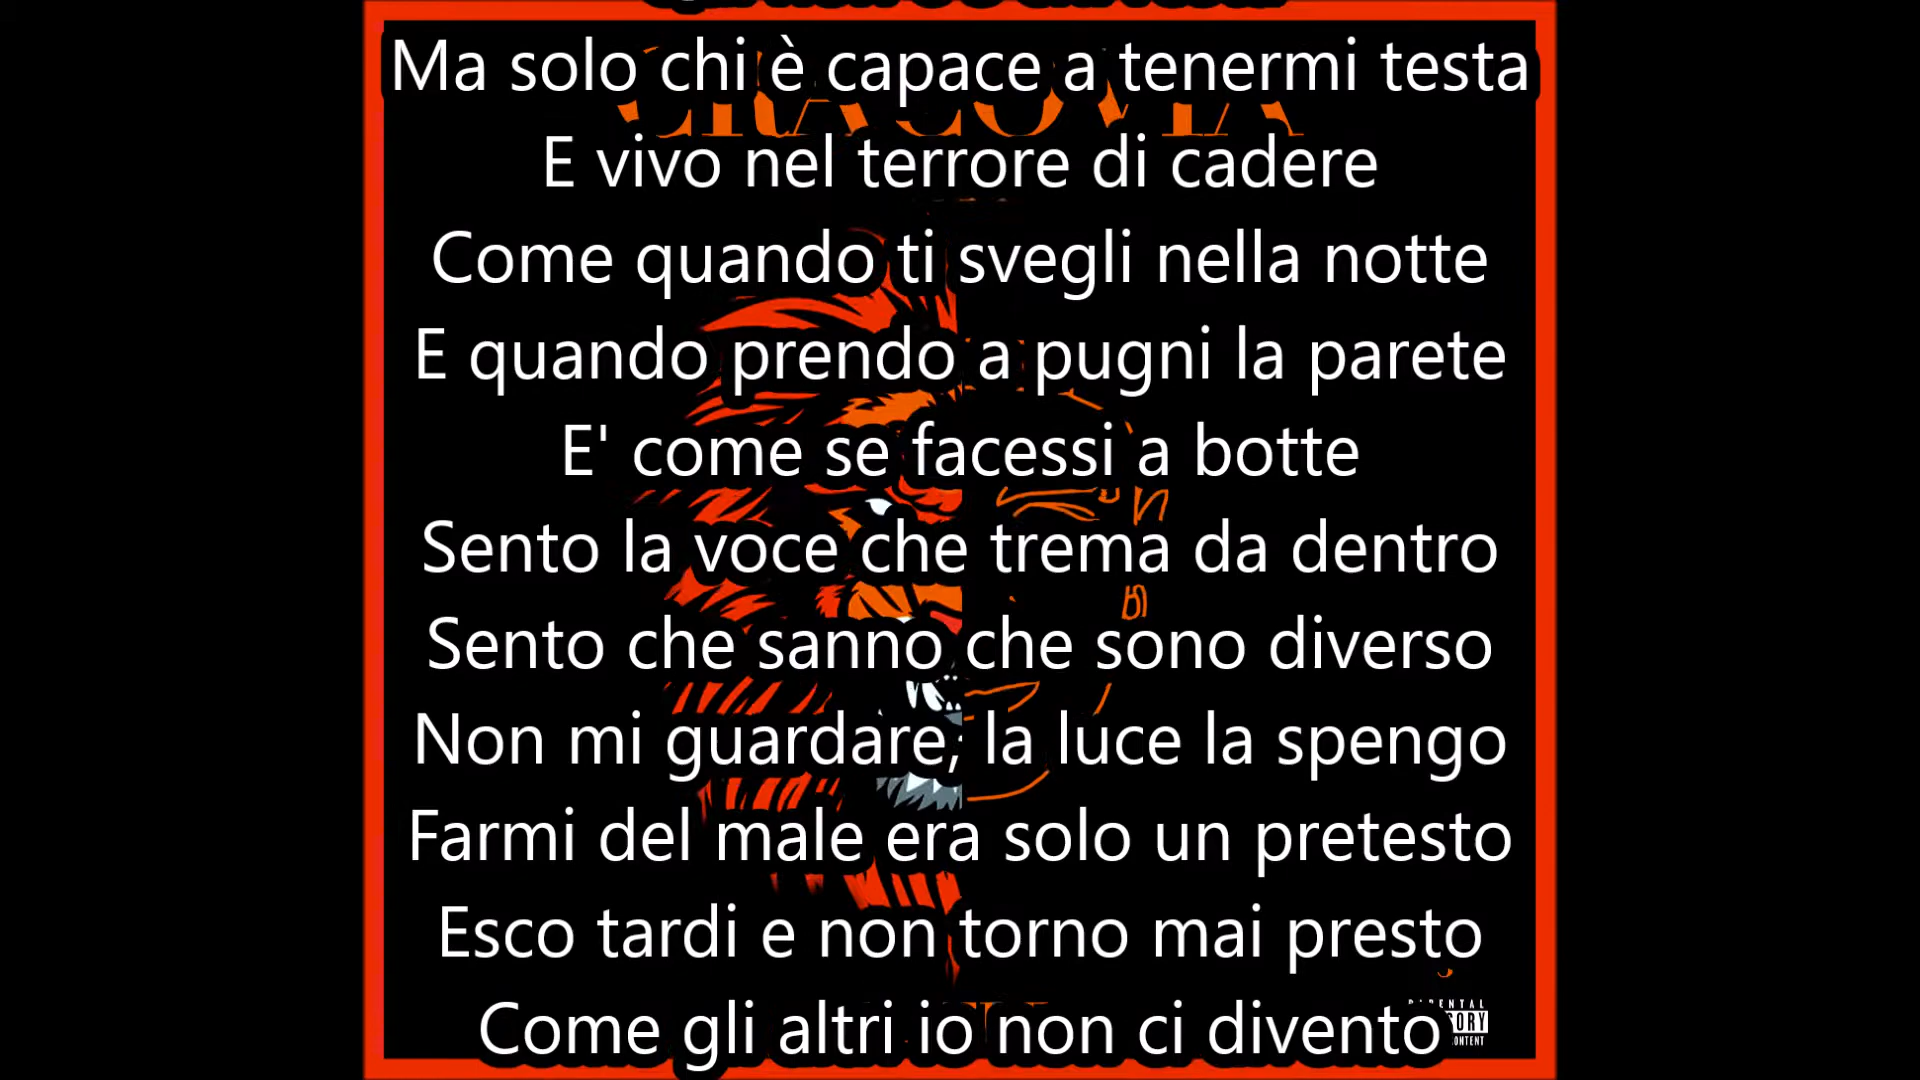 Ma solo chi è capace a tenermi testa
CRACOVIA
E vivo nel terrore di cadere
Come quando ti svegli nella notte
E quando prendo a pugni la parete
E' come se facessi a botte
Sento la voce che trema da dentro
Sento che sanno che sono diverso
Non mi guardare, la luce la spengo
Farmi del male era solo un pretesto
Esco tardi e non torno mai presto
Come gli altri io non ci divento